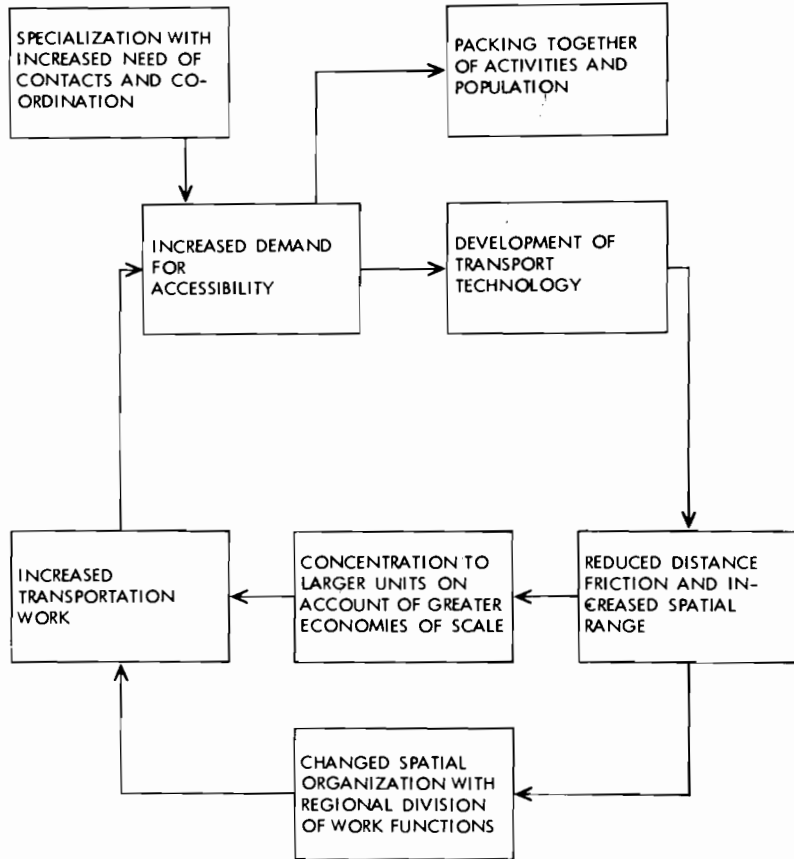 SPECIALIZATION WITH
INCREASED NEED OF
CONTACTS AND CO-
ORDINATION
PACKING TOGETHER
OF ACTIVITIES AND
POPULATION
INCREASED DEMAND
FOR
ACCESSIBILITY
DEVELOPMENT OF
TRANSPORT
TECHNOLOGY
INCREASED
TRANSPORTATION
WORK
CONCENTRATION TO
LARGER UNITS ON
ACCOUNT OF GREATER
ECONOMIES OF SCALE
REDUCED DISTANCE
FRICTION AND IN-
CREASED SPATIAL
RANGE
CHANGED SPATIAL
ORGANIZATION WITH
REGIONAL DIVISION
OF WORK FUNCTIONS